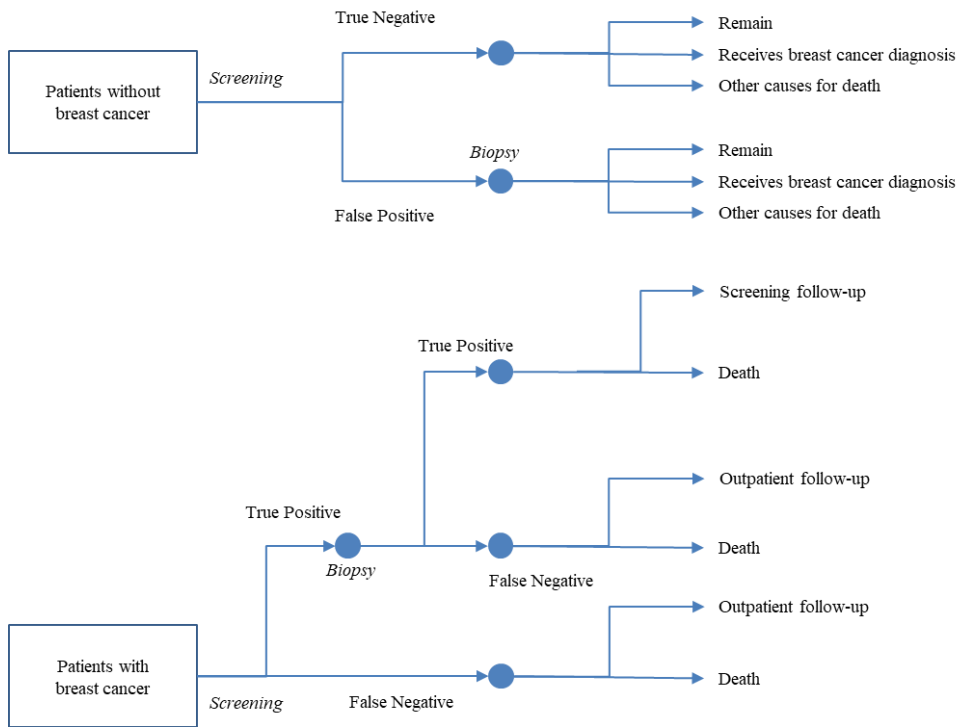 True Negative
Remain
Receives breast cancer diagnosis
Other causes for death
Patients without
breast cancer
Screening
Biopsy
Remain
Receives breast cancer diagnosis
Other causes for death
False Positive
Screening follow-up
True Positive
Death
Outpatient follow-up
True Positive
Biopsy
Death
False Negative
Outpatient follow-up
Patients with
breast cancer
Screening
False Negative
Death